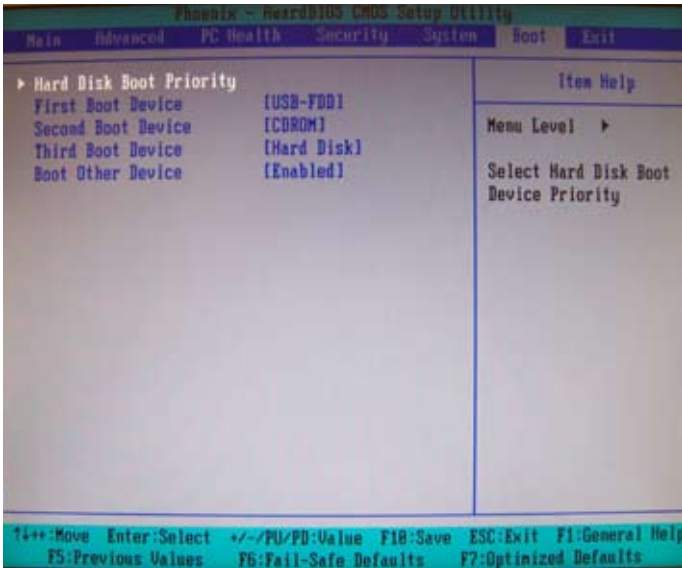 Phoenix - AwardBIOS CMOS Setup Utility
Main Advanced PC Health Security System Boot Exit
▶ Hard Disk Boot Priority
First Boot Device [USB-FDD]
Second Boot Device [CDROM]
Third Boot Device [Hard Disk]
Boot Other Device [Enabled]
Item Help
Menu Level ▶
Select Hard Disk Boot
Device Priority
↑↓↔:Move Enter:Select +/-/PU/PD:Value F10:Save ESC:Exit F1:General Help
F5:Previous Values F6:Fail-Safe Defaults F7:Optimized Defaults